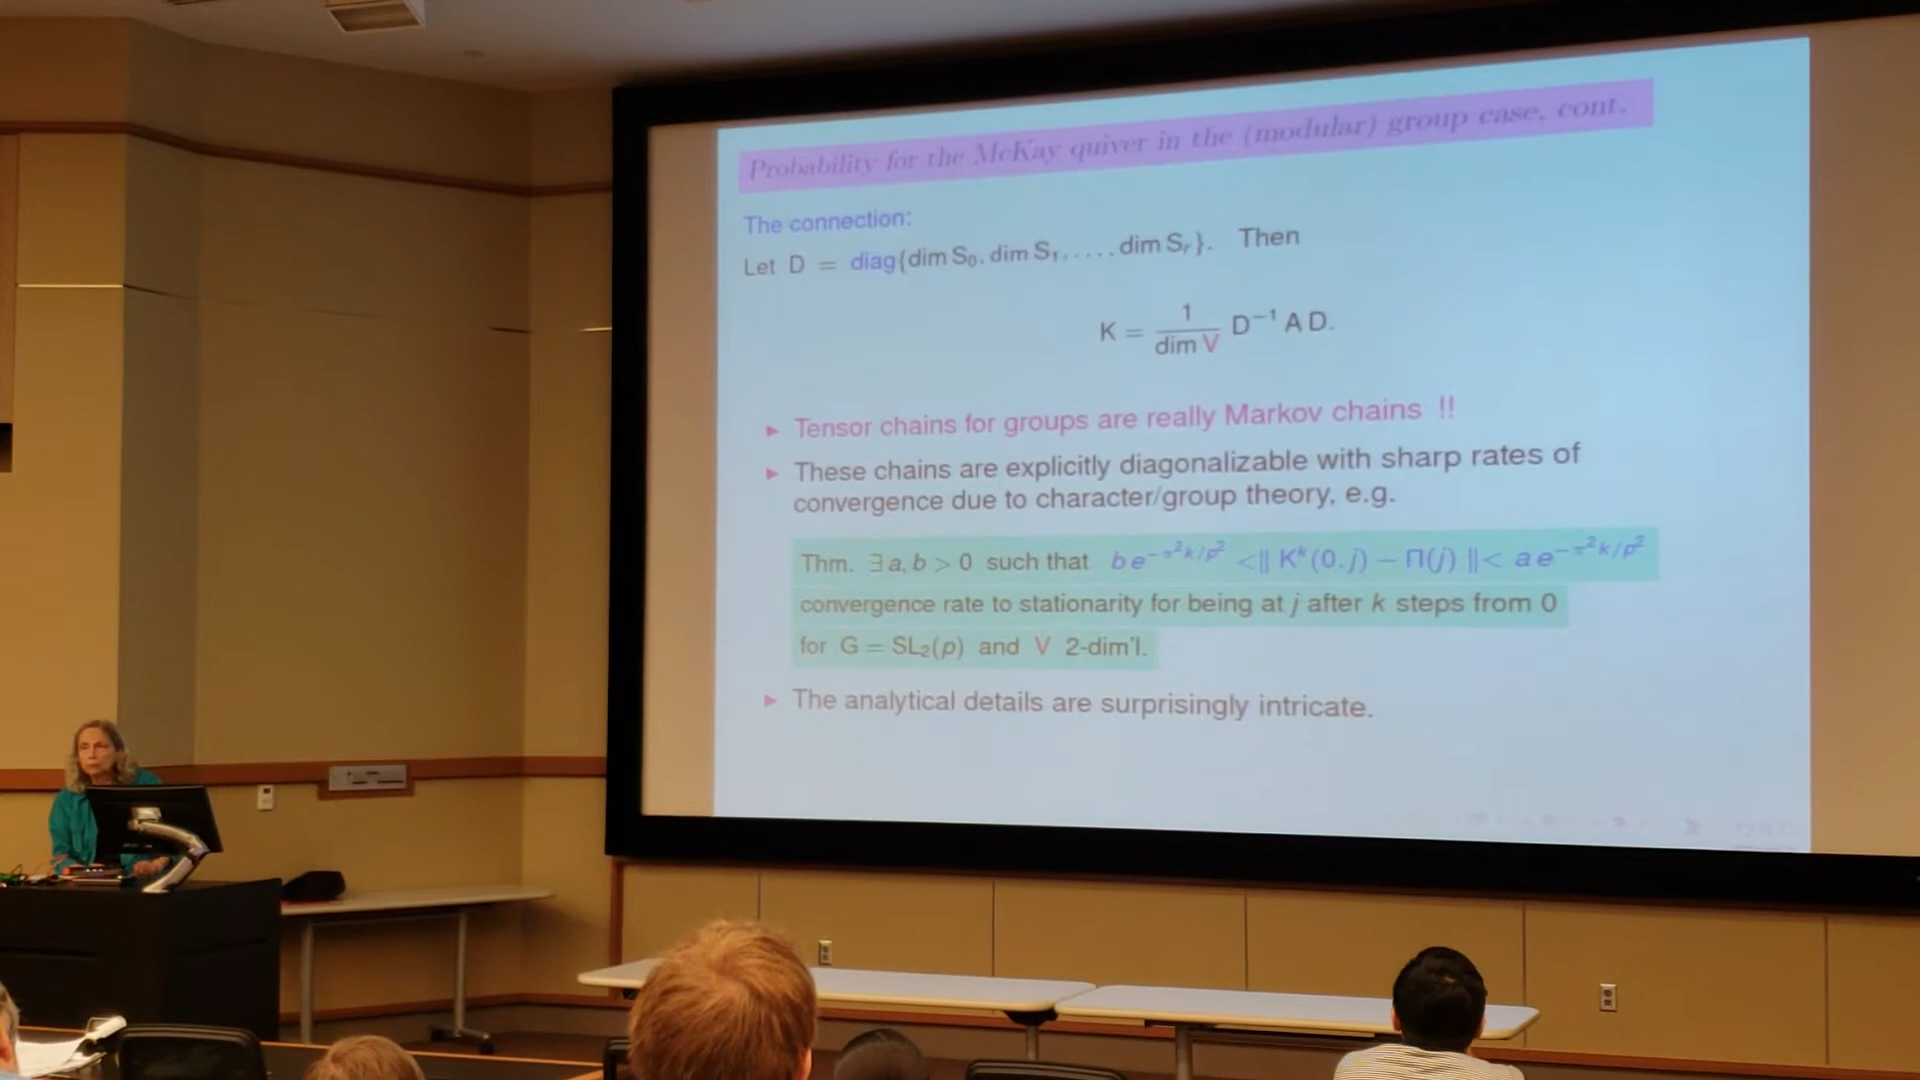 Probability for the McKay quiver in the (modular) group case, cont.
The connection:
Let D = diag{dim S₀, dim S₁, . . . . dim Sᵣ}. Then
K = 1/dim V D⁻¹ A D.
▸ Tensor chains for groups are really Markov chains !!
▸ These chains are explicitly diagonalizable with sharp rates of
convergence due to character/group theory, e.g.
Thm. ∃ a, b > 0 such that b e^{−π²k/p²} <‖ Kᵏ(0, j) − Π(j) ‖< a e^{−π²k/p²}
convergence rate to stationarity for being at j after k steps from 0
for G = SL₂(p) and V 2-dim'l.
▸ The analytical details are surprisingly intricate.